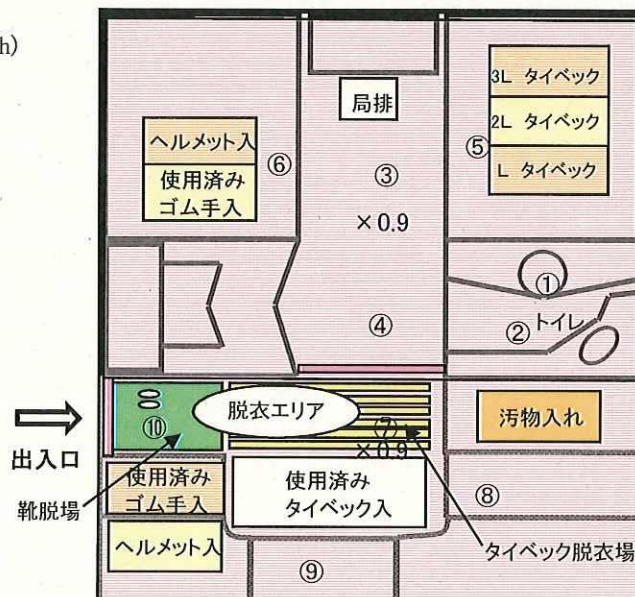 h)
局排
3L タイベック
2L タイベック
L タイベック
⑤
ヘルメット入
使用済み
ゴム手入
⑥
③
×0.9
④
①
②
トイレ
出入口
靴脱場
⑩
脱衣エリア
⑦
×0.9
汚物入れ
使用済み
ゴム手入
ヘルメット入
使用済み
タイベック入
⑧
タイベック脱衣場
⑨